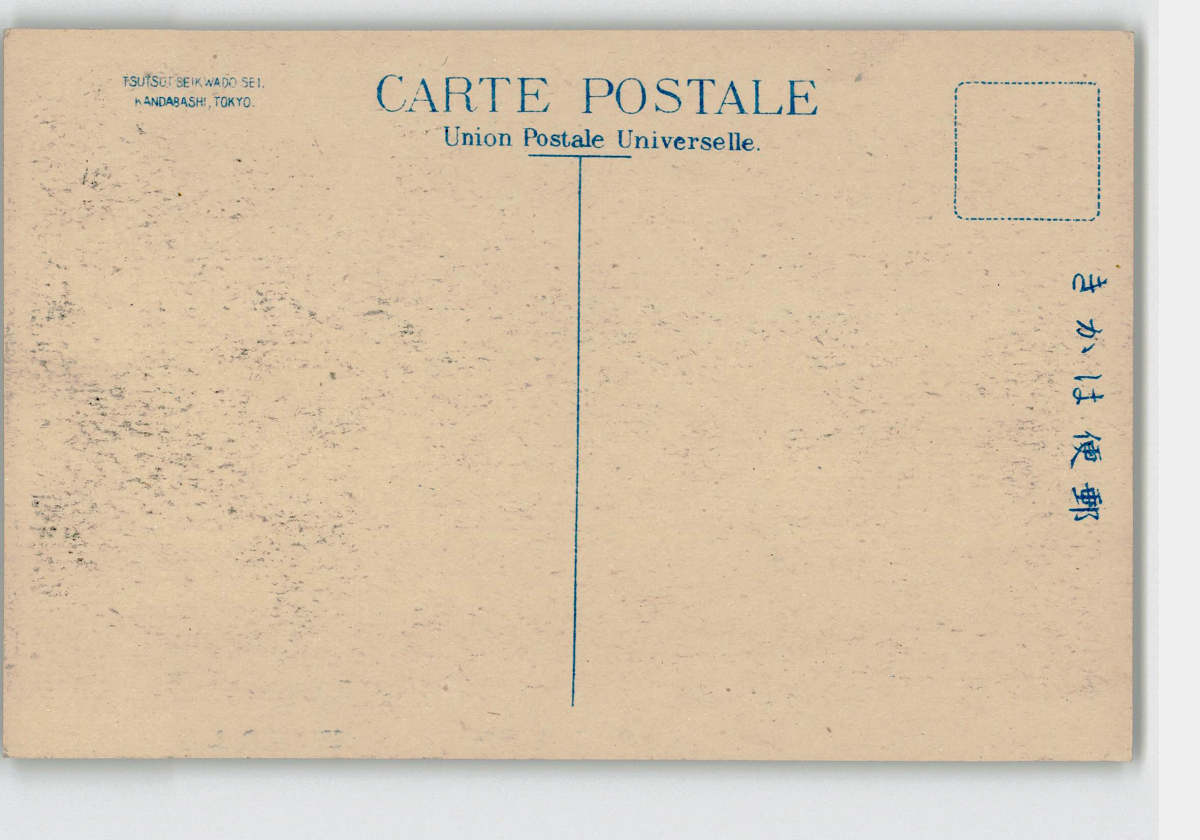 TSUTSUI SEIKWADO SEI.
KANDABASHI, TOKYO.
CARTE POSTALE
Union Postale Universelle.
きかは便郵